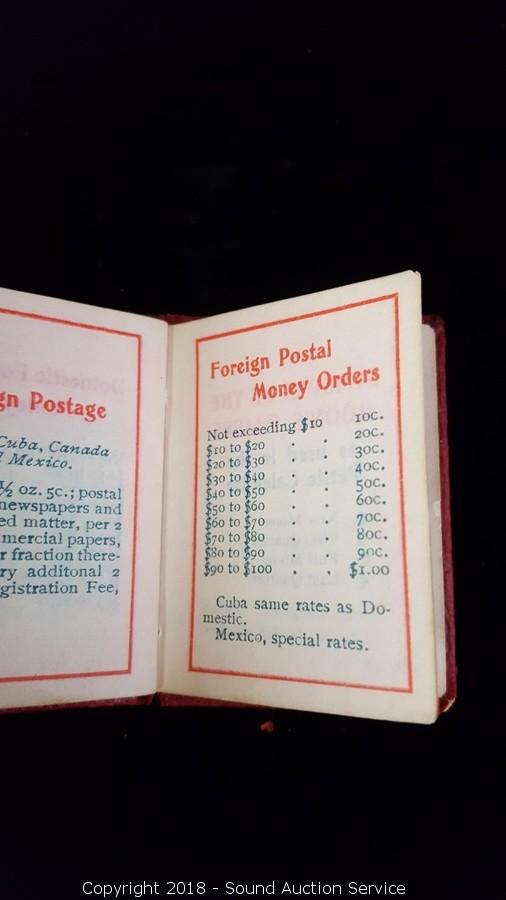 gn Postage
Cuba, Canada
Mexico.
½ oz. 5c.; postal
newspapers and
ed matter, per 2
mercial papers,
r fraction there-
ry additonal 2
gistration Fee,
Foreign Postal
Money Orders
Not exceeding $10 10c.
$10 to $20 . . 20c.
$20 to $30 . . 30c.
$30 to $40 . . 40c.
$40 to $50 . . 50c.
$50 to $60 . . 60c.
$60 to $70 . . 70c.
$70 to $80 . . 80c.
$80 to $90 . . 90c.
$90 to $100 . . $1.00
Cuba same rates as Do-
mestic.
Mexico, special rates.
Copyright 2018 - Sound Auction Service